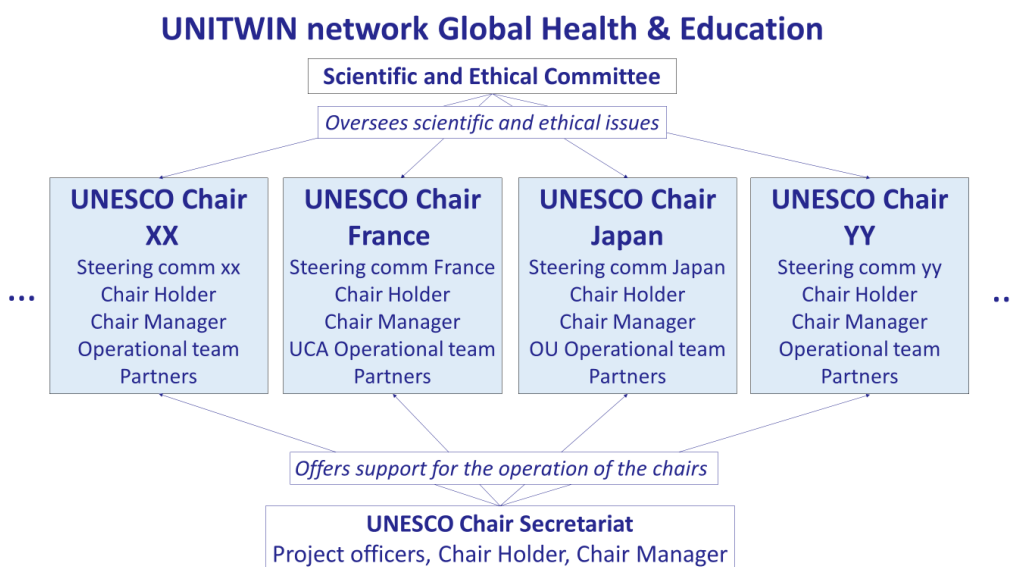 UNITWIN network Global Health & Education
Scientific and Ethical Committee
Oversees scientific and ethical issues
UNESCO Chair
XX
Steering comm xx
Chair Holder
Chair Manager
Operational team
Partners
UNESCO Chair
France
Steering comm France
Chair Holder
Chair Manager
UCA Operational team
Partners
UNESCO Chair
Japan
Steering comm Japan
Chair Holder
Chair Manager
OU Operational team
Partners
UNESCO Chair
YY
Steering comm yy
Chair Holder
Chair Manager
Operational team
Partners
...
..
Offers support for the operation of the chairs
UNESCO Chair Secretariat
Project officers, Chair Holder, Chair Manager